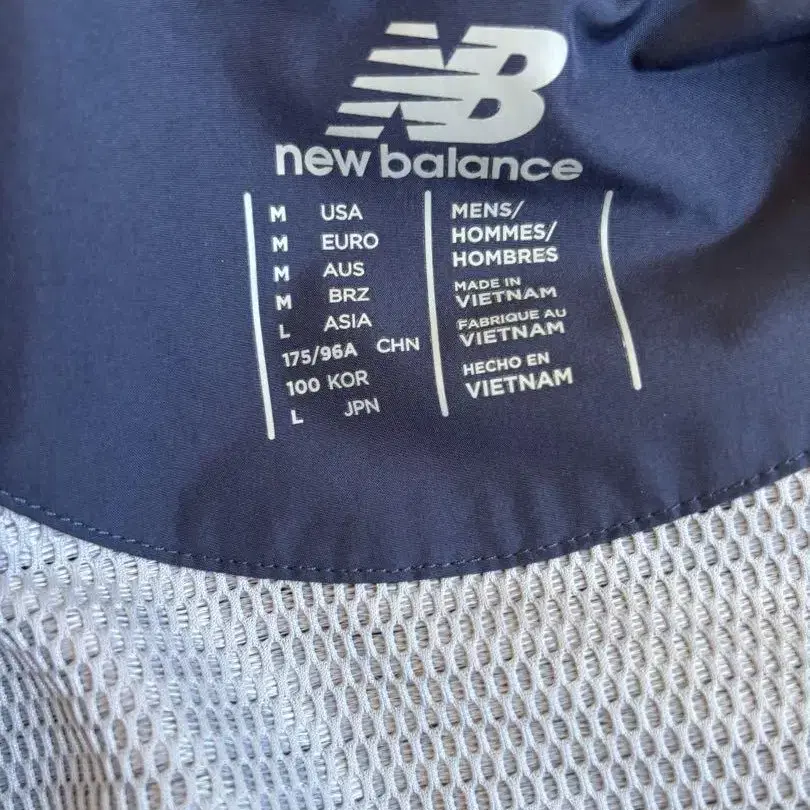 NB
new balance
M USA
M EURO
M AUS
M BRZ
L ASIA
175/96A CHN
100 KOR
L JPN
MENS/
HOMMES/
HOMBRES
MADE IN
VIETNAM
FABRIQUE AU
VIETNAM
HECHO EN
VIETNAM